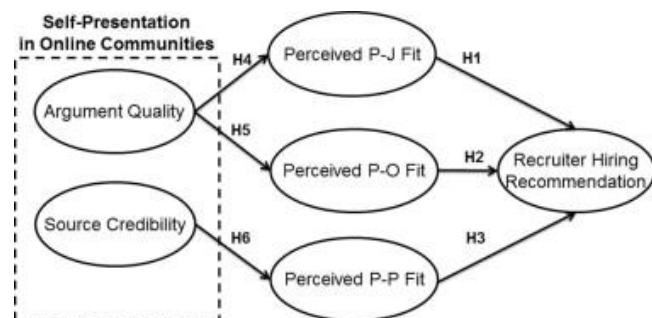 Self-Presentation
in Online Communities
H4
Perceived P-J Fit
H1
Argument Quality
H5
Perceived P-O Fit
H2
Recruiter Hiring
Recommendation
Source Credibility
H6
Perceived P-P Fit
H3